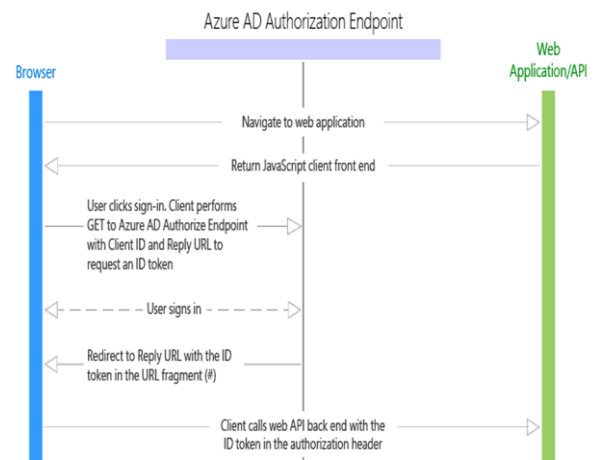 Azure AD Authorization Endpoint
Browser
Web
Application/API
Navigate to web application
Return JavaScript client front end
User clicks sign-in. Client performs
GET to Azure AD Authorize Endpoint
with Client ID and Reply URL to
request an ID token
User signs in
Redirect to Reply URL with the ID
token in the URL fragment (#)
Client calls web API back end with the
ID token in the authorization header